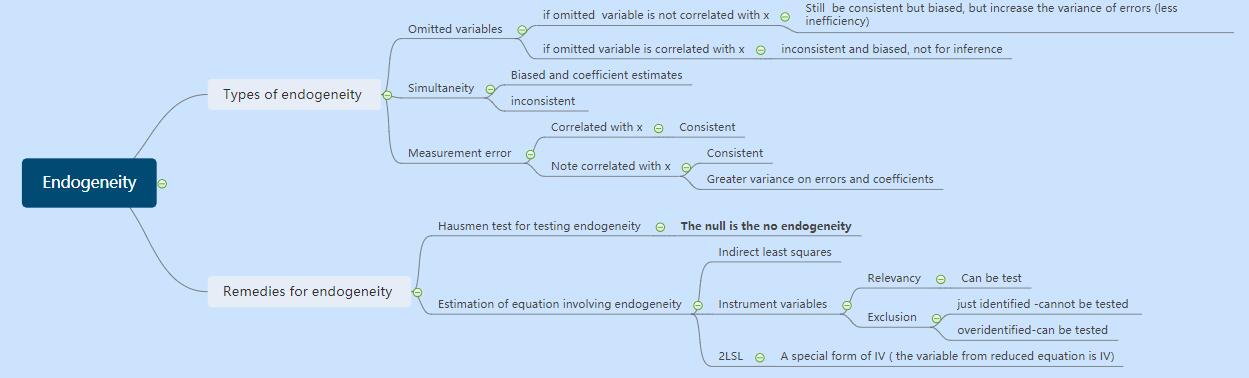 Endogeneity
Types of endogeneity
Omitted variables
if omitted variable is not correlated with x
Still be consistent but biased, but increase the variance of errors (less
inefficiency)
if omitted variable is correlated with x
inconsistent and biased, not for inference
Simultaneity
Biased and coefficient estimates
inconsistent
Measurement error
Correlated with x
Consistent
Note correlated with x
Consistent
Greater variance on errors and coefficients
Remedies for endogeneity
Hausmen test for testing endogeneity
The null is the no endogeneity
Estimation of equation involving endogeneity
Indirect least squares
Instrument variables
Relevancy
Can be test
Exclusion
just identified -cannot be tested
overidentified-can be tested
2LSL
A special form of IV ( the variable from reduced equation is IV)